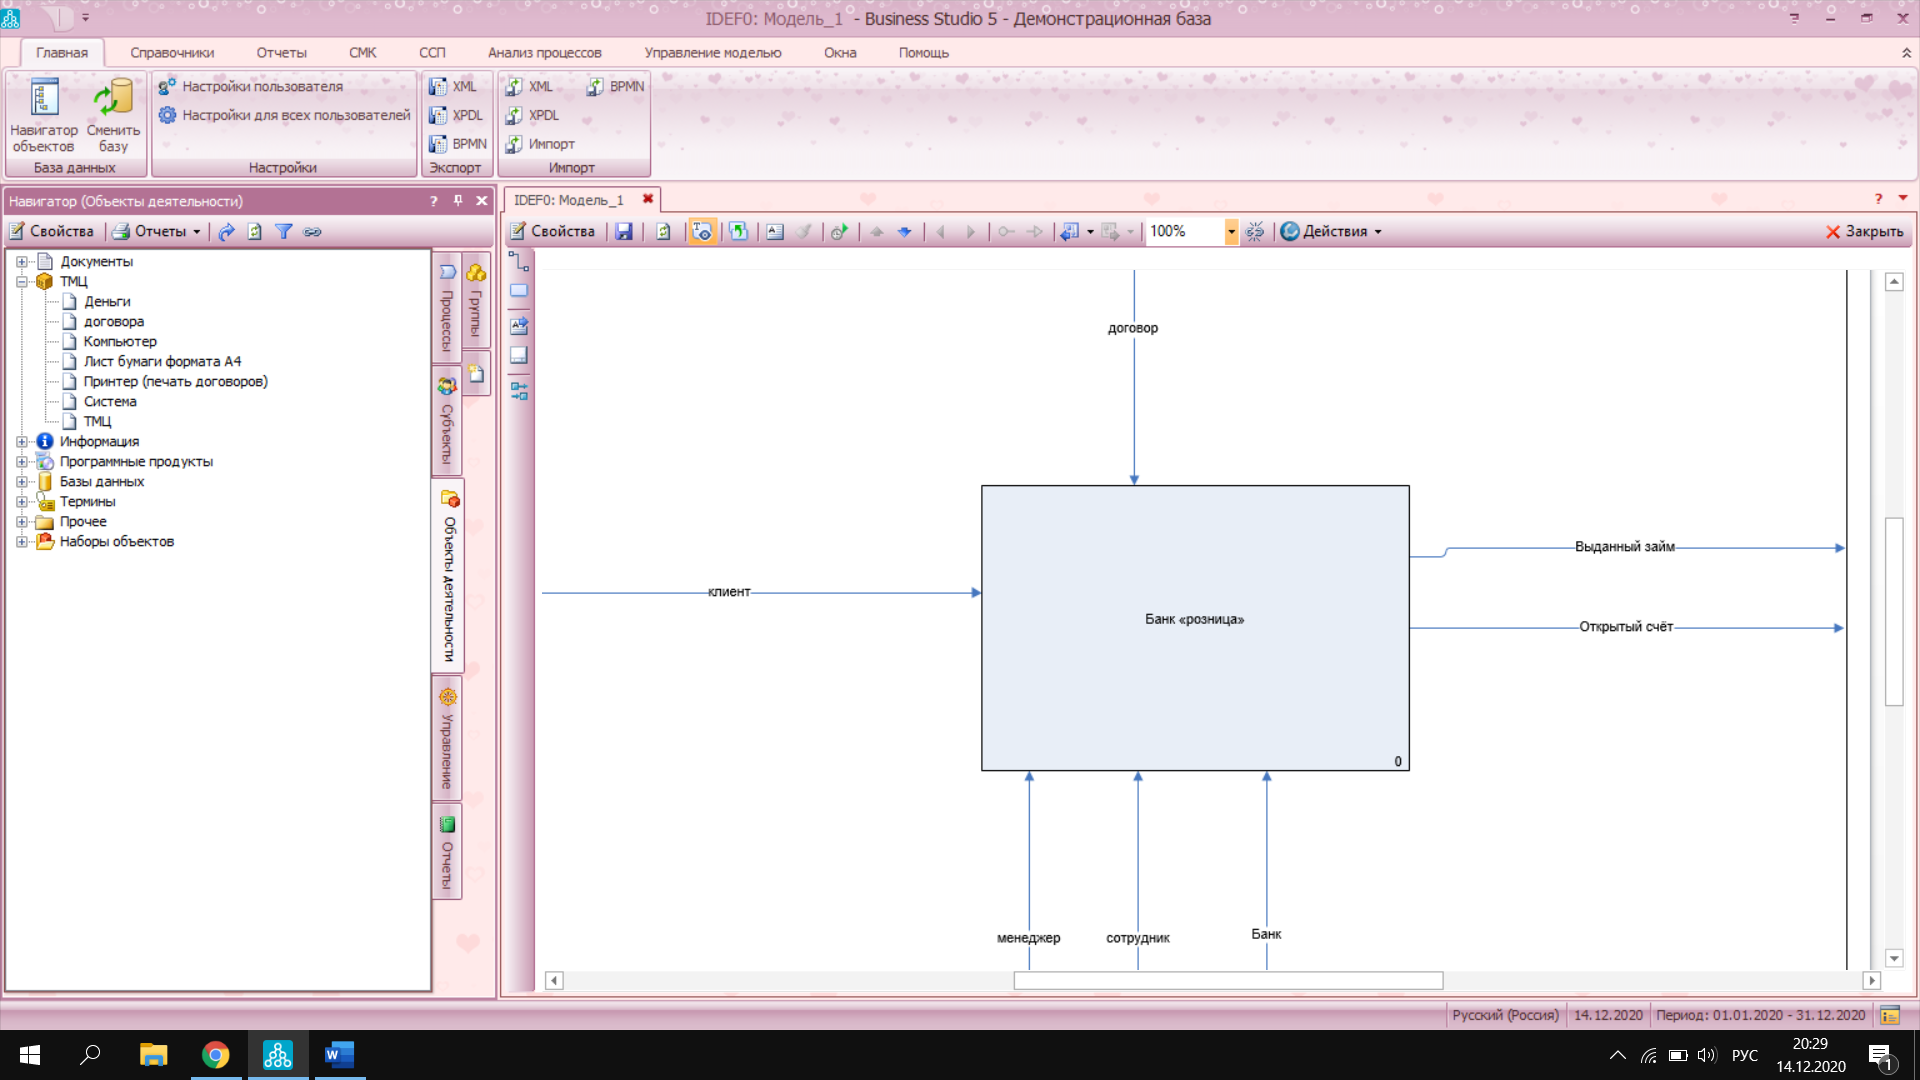 IDEF0: Модель_1 - Business Studio 5 - Демонстрационная база
Главная Справочники Отчеты СМК ССП Анализ процессов Управление моделью Окна Помощь
Навигатор объектов
Сменить базу
База данных
Настройки пользователя
Настройки для всех пользователей
Настройки
XML
XPDL
BPMN
Экспорт
XML BPMN
XPDL
Импорт
Импорт
Навигатор (Объекты деятельности)
Свойства Отчеты
Документы
ТМЦ
Деньги
договора
Компьютер
Лист бумаги формата А4
Принтер (печать договоров)
Система
ТМЦ
Информация
Программные продукты
Базы данных
Термины
Прочее
Наборы объектов
Процессы
Субъекты
Объекты деятельности
Управление
Отчеты
Группы
IDEF0: Модель_1
Свойства 100% Действия Закрыть
договор
клиент
Банк «розница»
0
Выданный займ
Открытый счёт
менеджер
сотрудник
Банк
Русский (Россия) 14.12.2020 Период: 01.01.2020 - 31.12.2020
РУС
20:29
14.12.2020
1